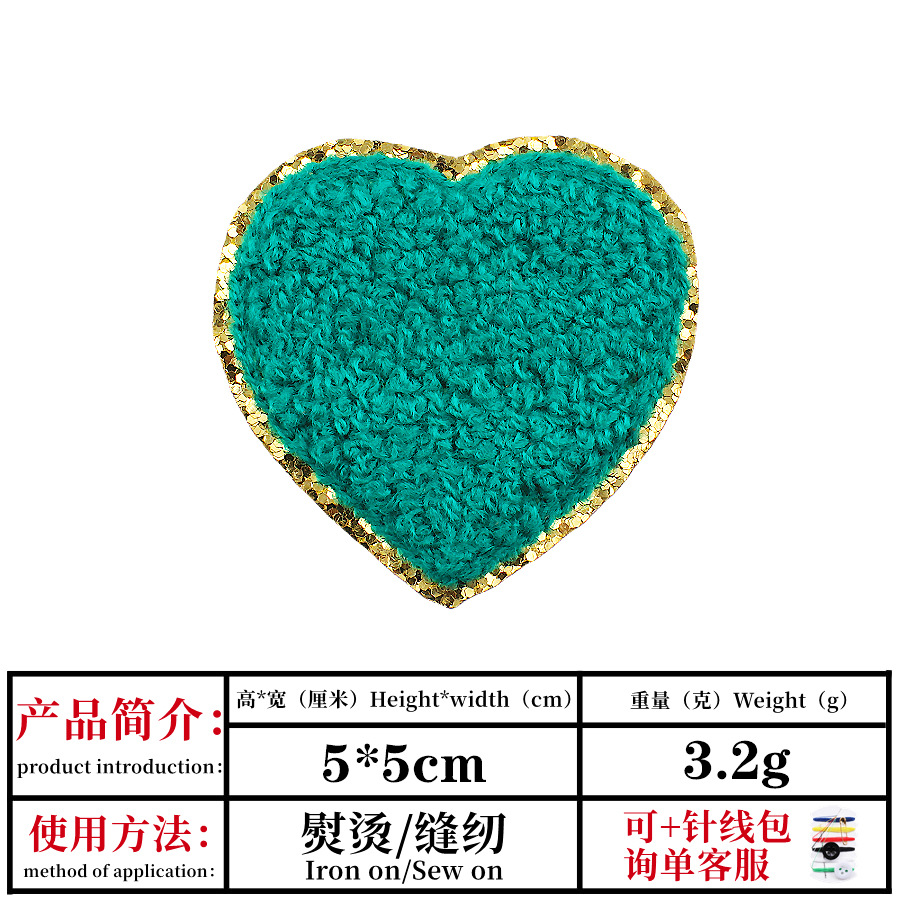 产品简介：
product introduction：
高*宽（厘米）Height*width（cm）
重量（克）Weight（g）
5*5cm
3.2g
使用方法：
method of application：
熨烫/缝纫
Iron on/Sew on
可+针线包
询单客服